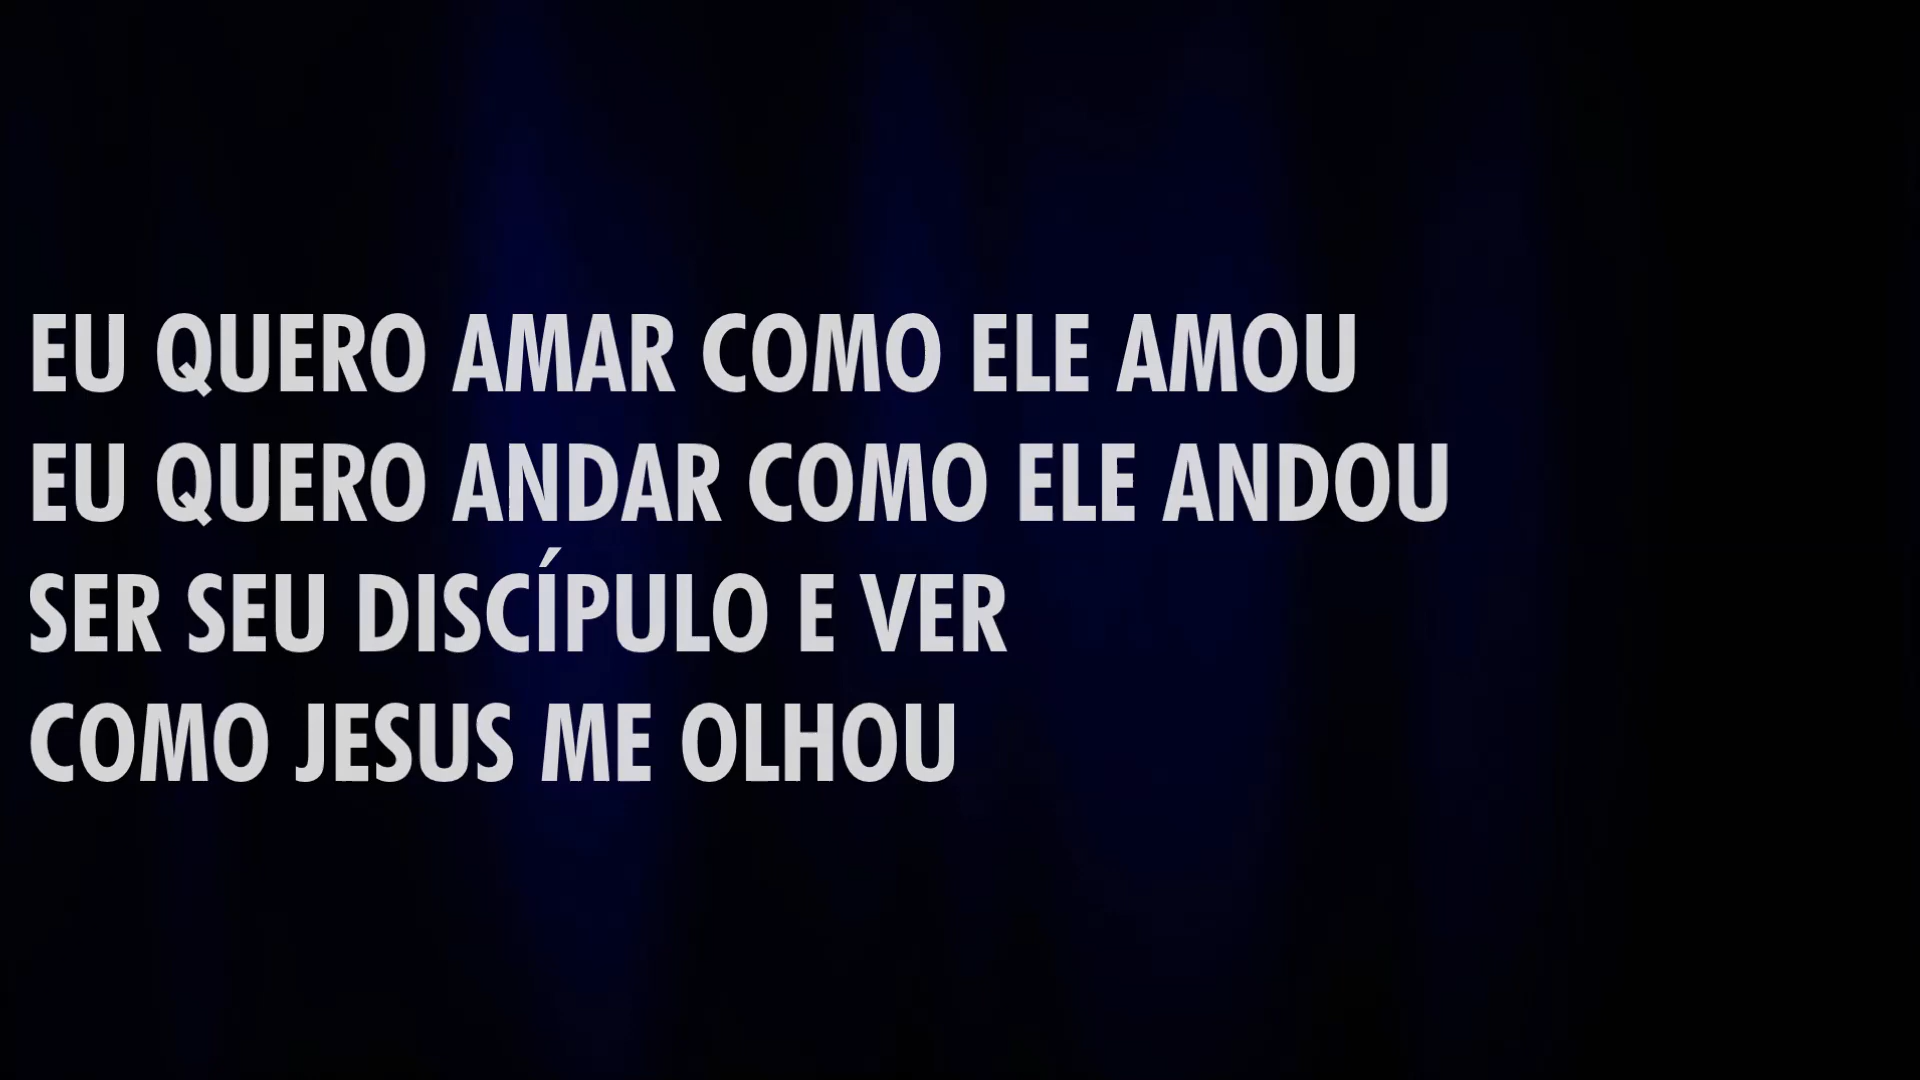 EU QUERO AMAR COMO ELE AMOU
EU QUERO ANDAR COMO ELE ANDOU
SER SEU DISCÍPULO E VER
COMO JESUS ME OLHOU